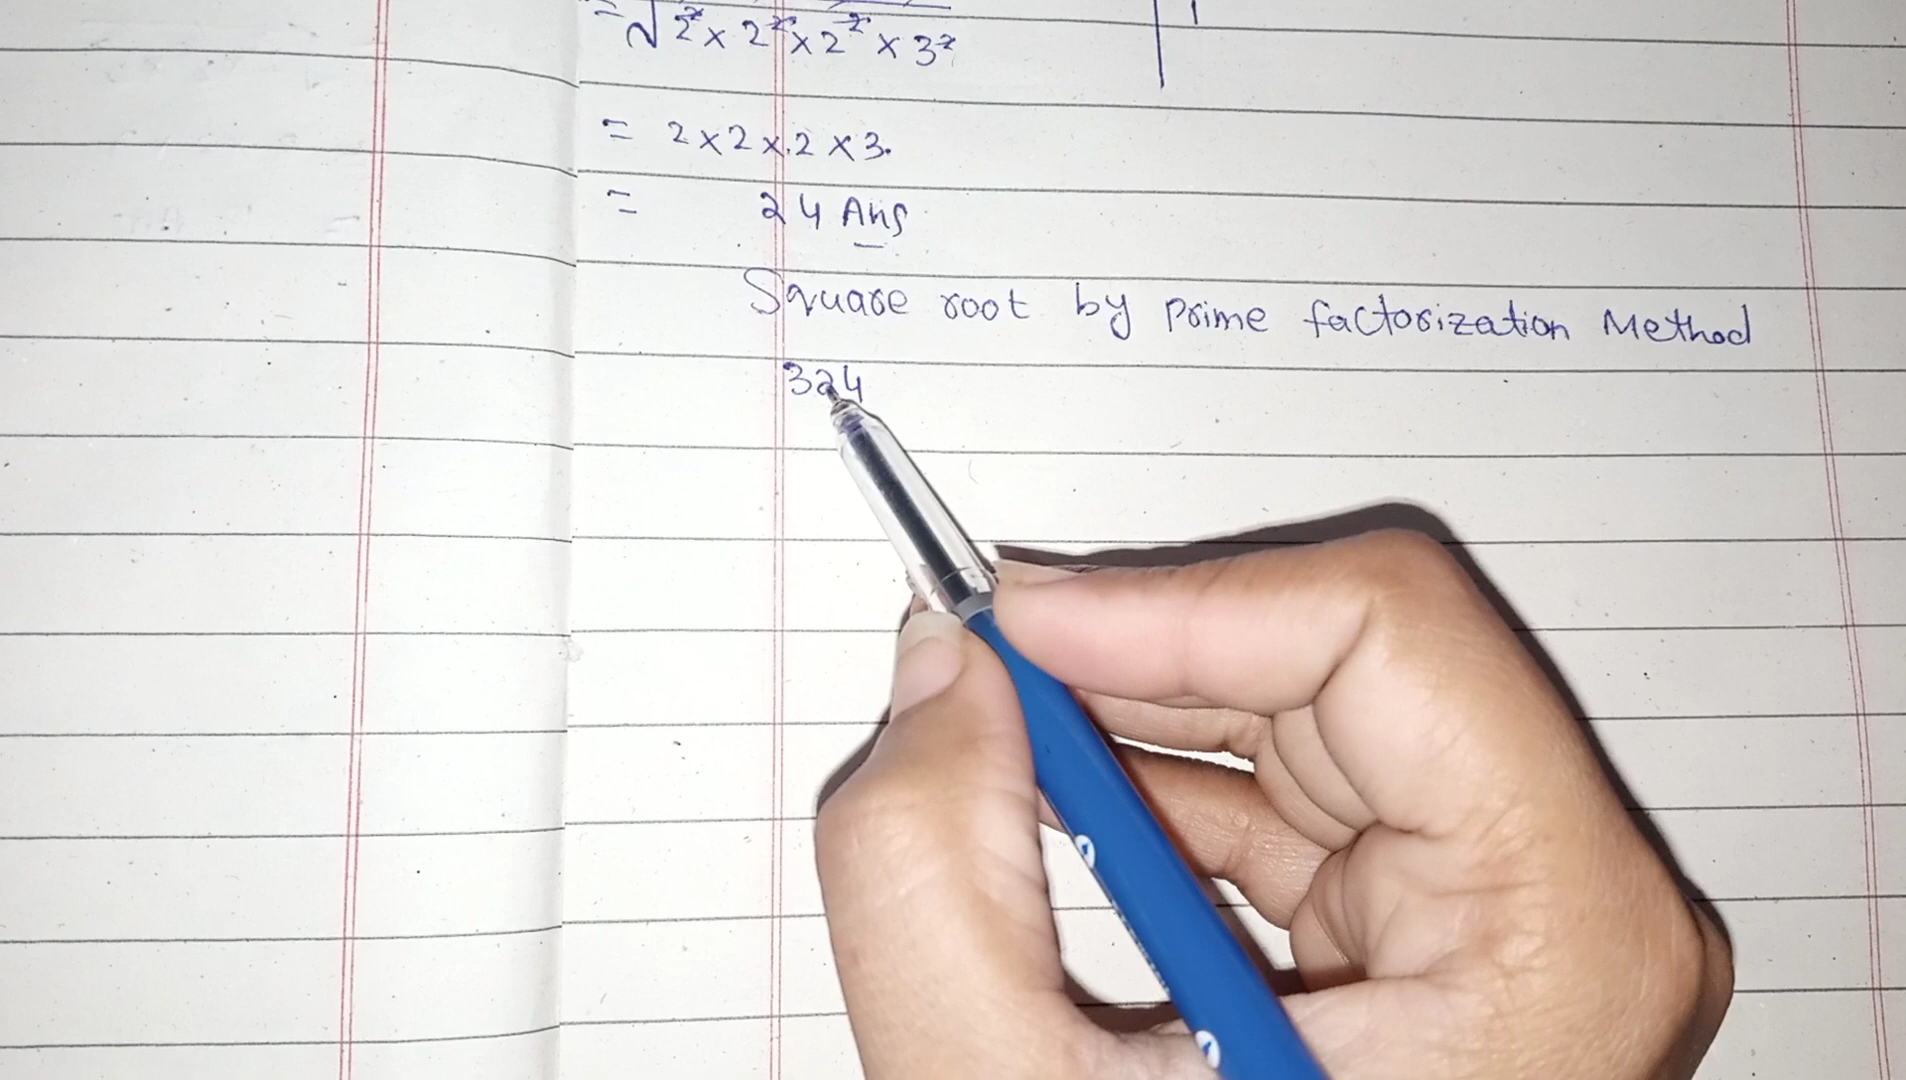 = √2² × 2² × 2² × 3²
= 2 × 2 × 2 × 3.
= 24 Ans
Square root by Prime factorization Method
324